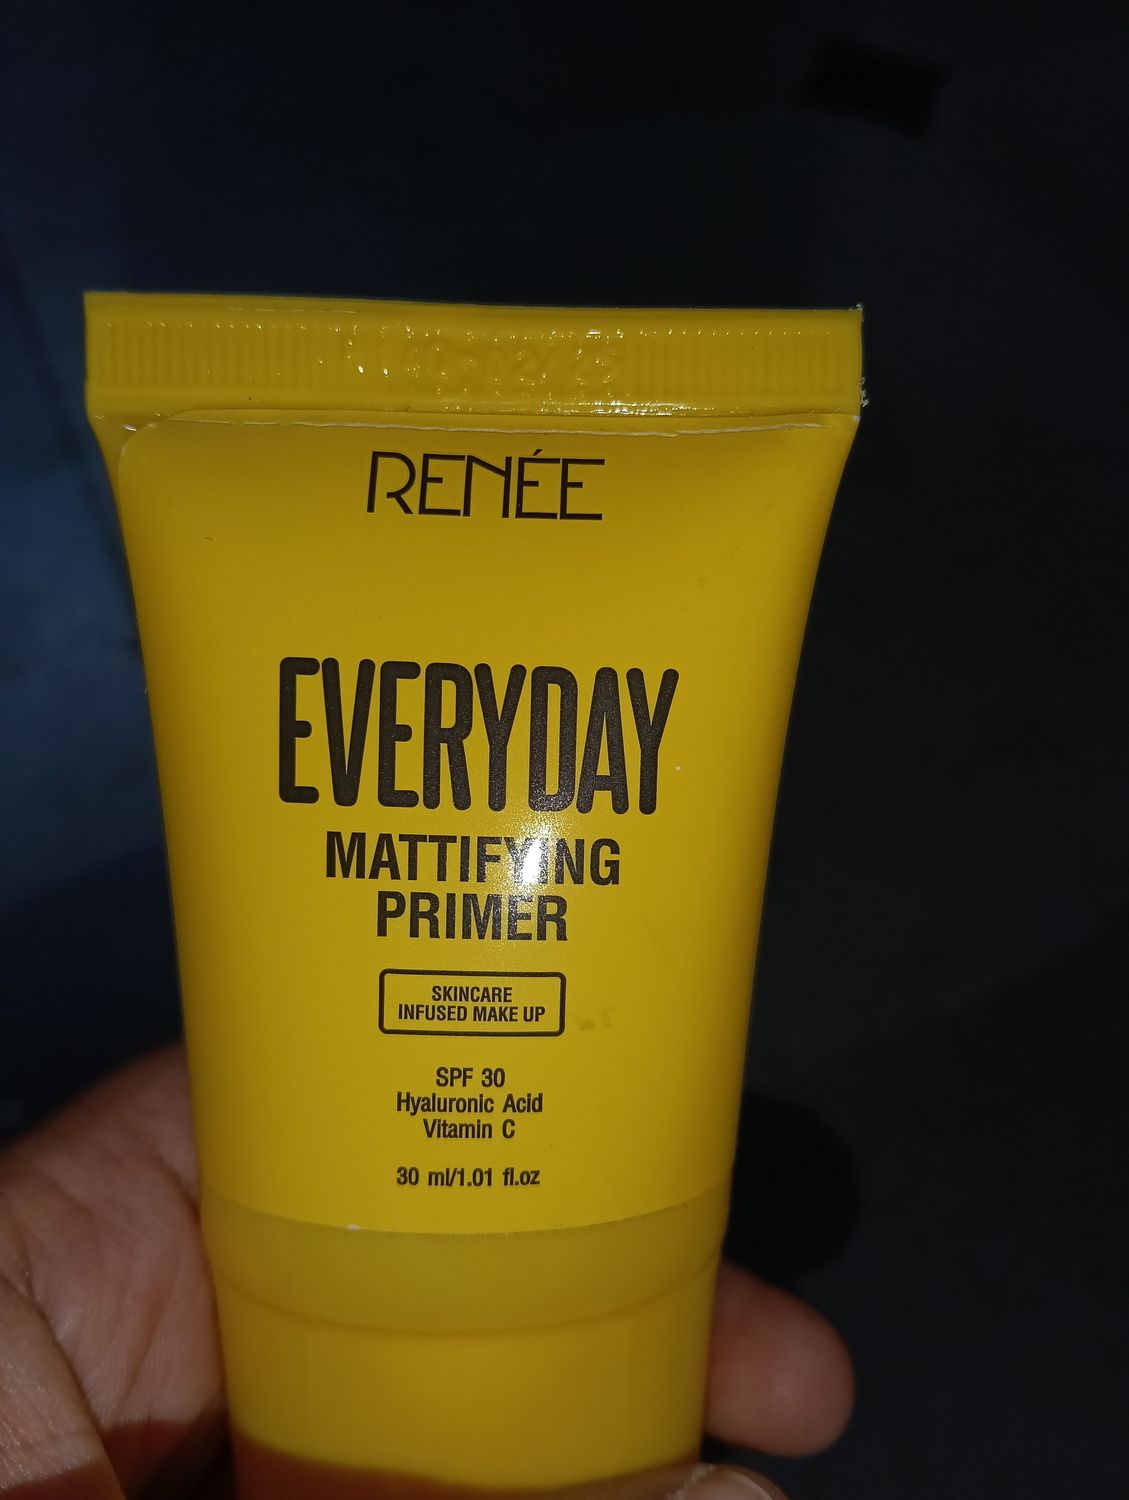 RENÉE
EVERYDAY
MATTIFYING
PRIMER
SKINCARE
INFUSED MAKE UP
SPF 30
Hyaluronic Acid
Vitamin C
30 ml/1.01 fl.oz